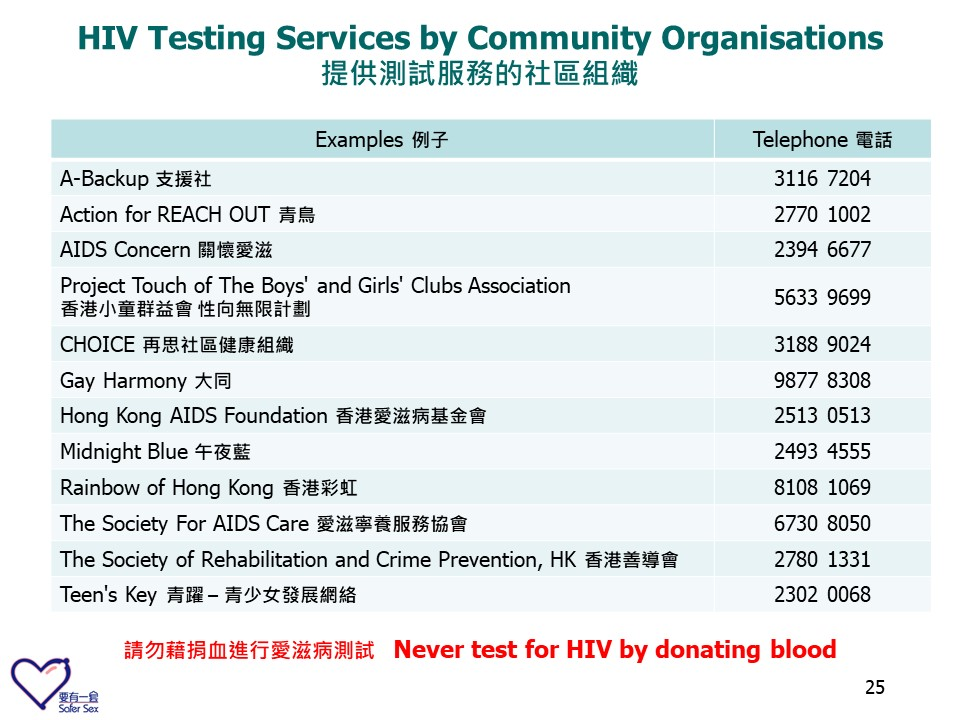 HIV Testing Services by Community Organisations
提供測試服務的社區組織
Examples 例子 Telephone 電話
A-Backup 支援社 3116 7204
Action for REACH OUT 青鳥 2770 1002
AIDS Concern 關懷愛滋 2394 6677
Project Touch of The Boys' and Girls' Clubs Association
香港小童群益會 性向無限計劃 5633 9699
CHOICE 再思社區健康組織 3188 9024
Gay Harmony 大同 9877 8308
Hong Kong AIDS Foundation 香港愛滋病基金會 2513 0513
Midnight Blue 午夜藍 2493 4555
Rainbow of Hong Kong 香港彩虹 8108 1069
The Society For AIDS Care 愛滋寧養服務協會 6730 8050
The Society of Rehabilitation and Crime Prevention, HK 香港善導會 2780 1331
Teen's Key 青躍 – 青少女發展網絡 2302 0068
請勿藉捐血進行愛滋病測試 Never test for HIV by donating blood
要有一套
Safer Sex
25